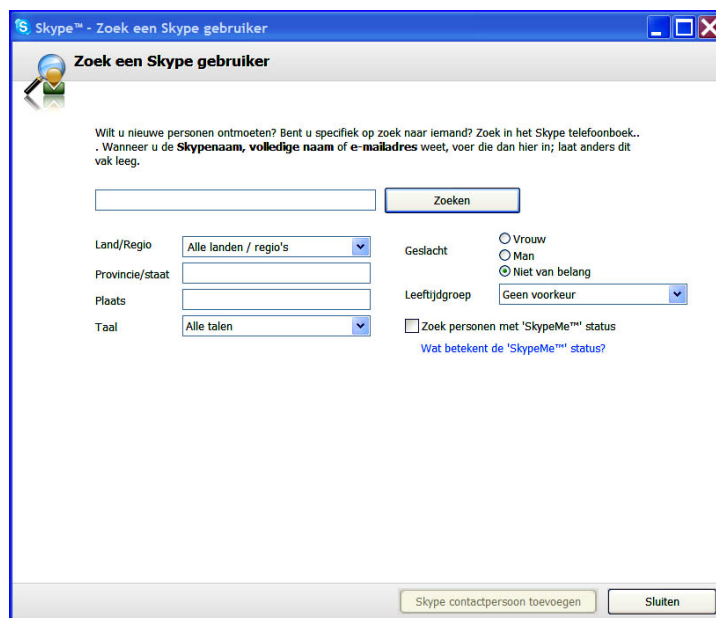 Skype™ - Zoek een Skype gebruiker
Zoek een Skype gebruiker
Wilt u nieuwe personen ontmoeten? Bent u specifiek op zoek naar iemand? Zoek in het Skype telefoonboek..
. Wanneer u de Skypenaam, volledige naam of e-mailadres weet, voer die dan hier in; laat anders dit
vak leeg.
Zoeken
Land/Regio
Alle landen / regio's
Provincie/staat
Plaats
Taal
Alle talen
Geslacht
Vrouw
Man
Niet van belang
Leeftijdgroep
Geen voorkeur
Zoek personen met 'SkypeMe™' status
Wat betekent de 'SkypeMe™' status?
Skype contactpersoon toevoegen
Sluiten